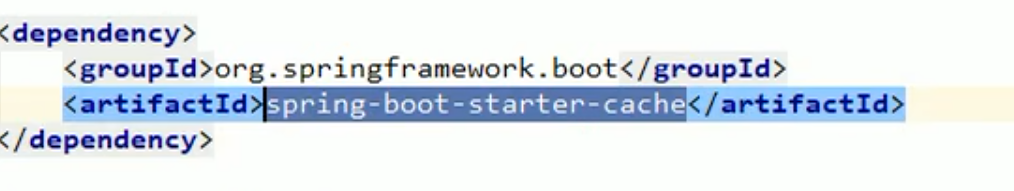 <dependency>
<groupId>org.springframework.boot</groupId>
<artifactId>spring-boot-starter-cache</artifactId>
</dependency>